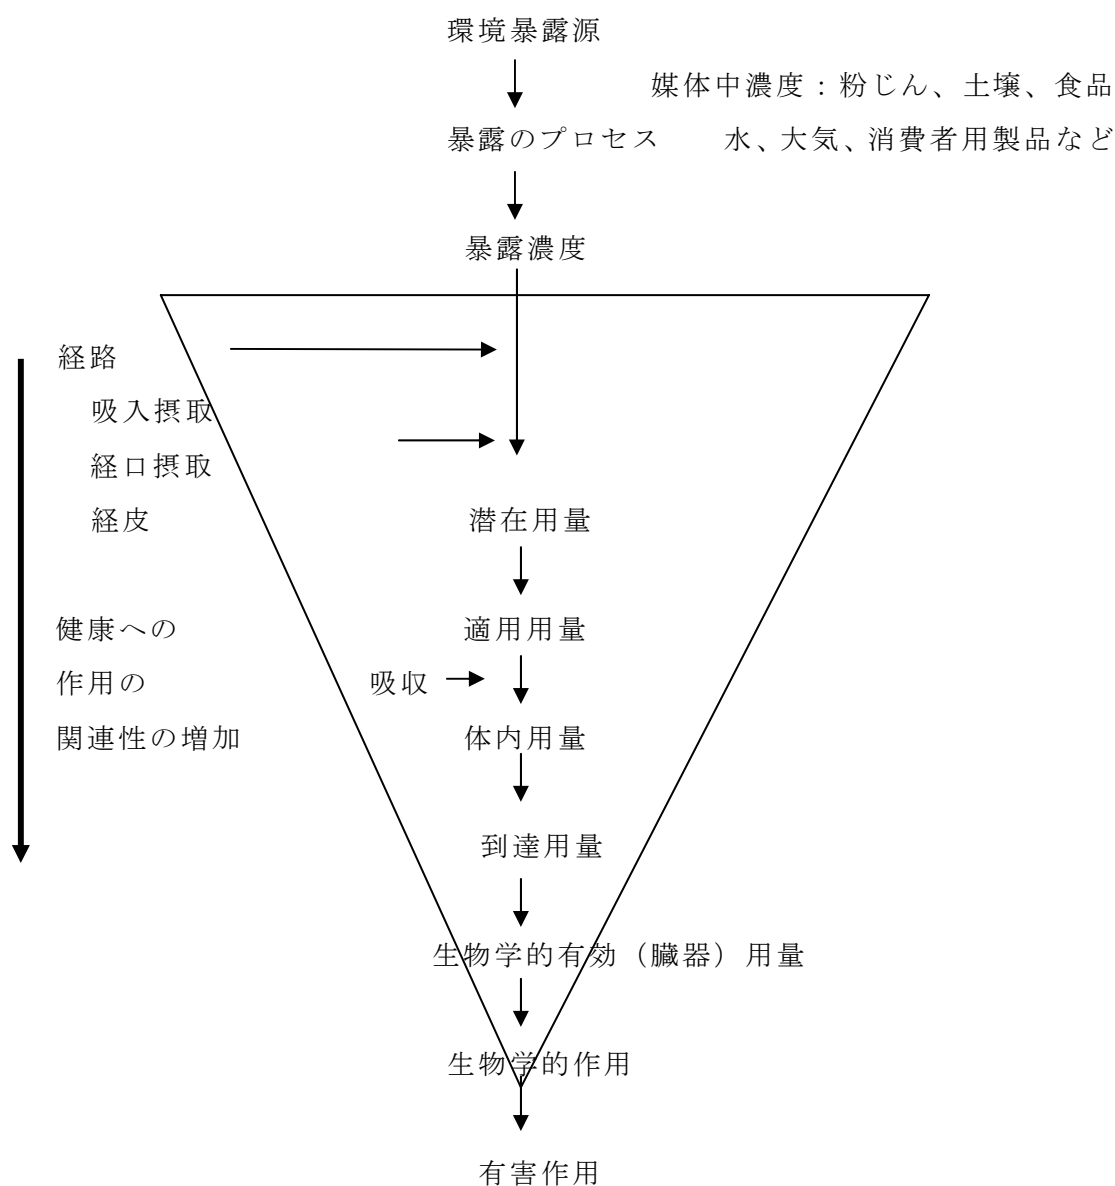 環境暴露源
媒体中濃度：粉じん、土壌、食品
暴露のプロセス　水、大気、消費者用製品など
暴露濃度
経路
吸入摂取
経口摂取
経皮
潜在用量
健康への
適用用量
作用の
吸収
関連性の増加
体内用量
到達用量
生物学的有効（臓器）用量
生物学的作用
有害作用